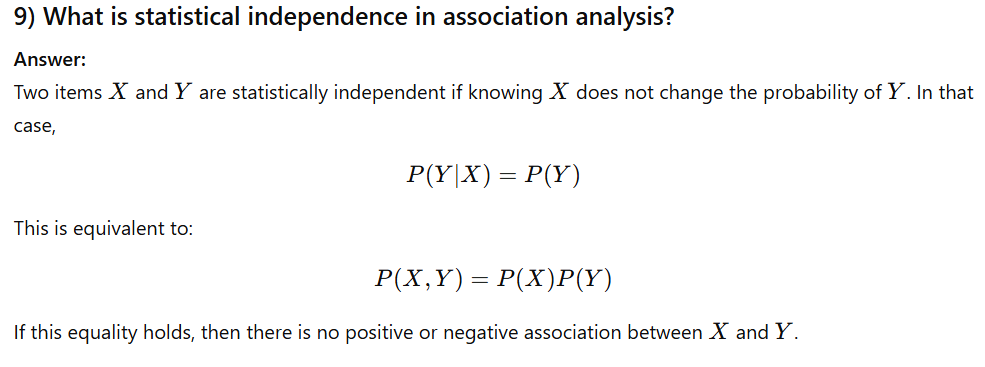 9) What is statistical independence in association analysis?
Answer:
Two items X and Y are statistically independent if knowing X does not change the probability of Y. In that
case,
P(Y|X) = P(Y)
This is equivalent to:
P(X, Y) = P(X)P(Y)
If this equality holds, then there is no positive or negative association between X and Y.